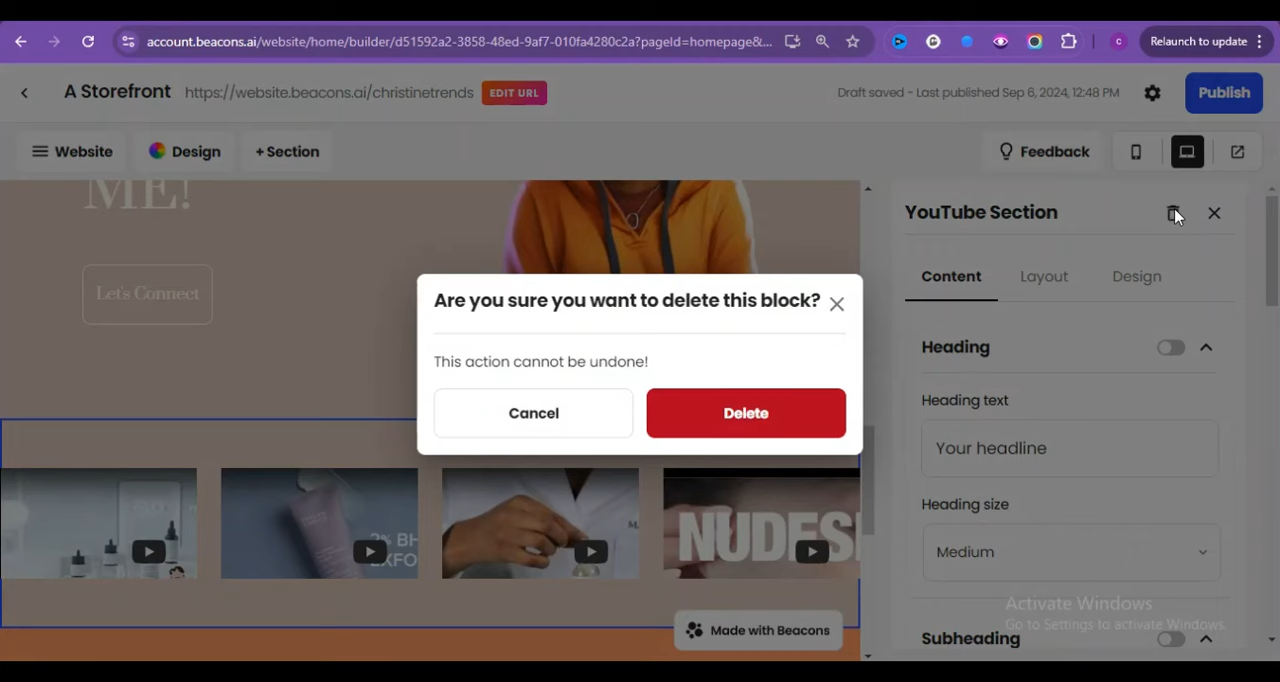 account.beacons.ai/website/home/builder/d51592a2-3858-48ed-9af7-010fa4280c2a?pageId=homepage&...
C
Relaunch to update
A Storefront
https://website.beacons.ai/christinetrends
EDIT URL
Draft saved - Last published Sep 6, 2024, 12:48 PM
Publish
Website
Design
+ Section
Feedback
ME!
Let's Connect
YouTube Section
Content
Layout
Design
Are you sure you want to delete this block?
This action cannot be undone!
Cancel
Delete
Heading
Heading text
Your headline
Heading size
Medium
2% BH
EXFO
NUDES
Made with Beacons
Activate Windows
Go to Settings to activate Windows.
Subheading